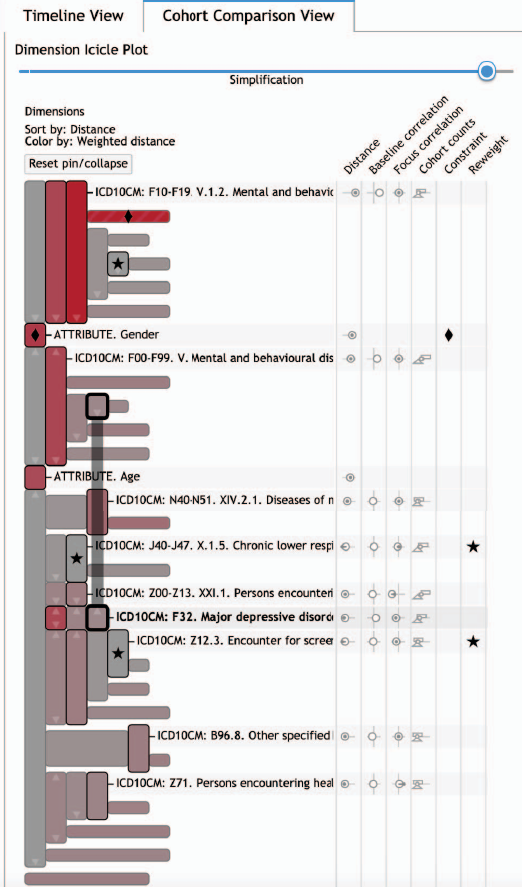 Timeline View
Cohort Comparison View
Dimension Icicle Plot
Simplification
Dimensions
Sort by: Distance
Color by: Weighted distance
Reset pin/collapse
Distance
Baseline correlation
Focus correlation
Cohort counts
Constraint
Reweight
ICD10CM: F10-F19. V.1.2. Mental and behavic
ATTRIBUTE. Gender
ICD10CM: F00-F99. V. Mental and behavioural dis
ATTRIBUTE. Age
ICD10CM: N40-N51. XIV.2.1. Diseases of
ICD10CM: J40-J47. X.1.5. Chronic lower respi
ICD10CM: Z00-Z13. XXI.1. Persons encounteri
ICD10CM: F32. Major depressive disord
ICD10CM: Z12.3. Encounter for scree
ICD10CM: B96.8. Other specified
ICD10CM: Z71. Persons encountering heal